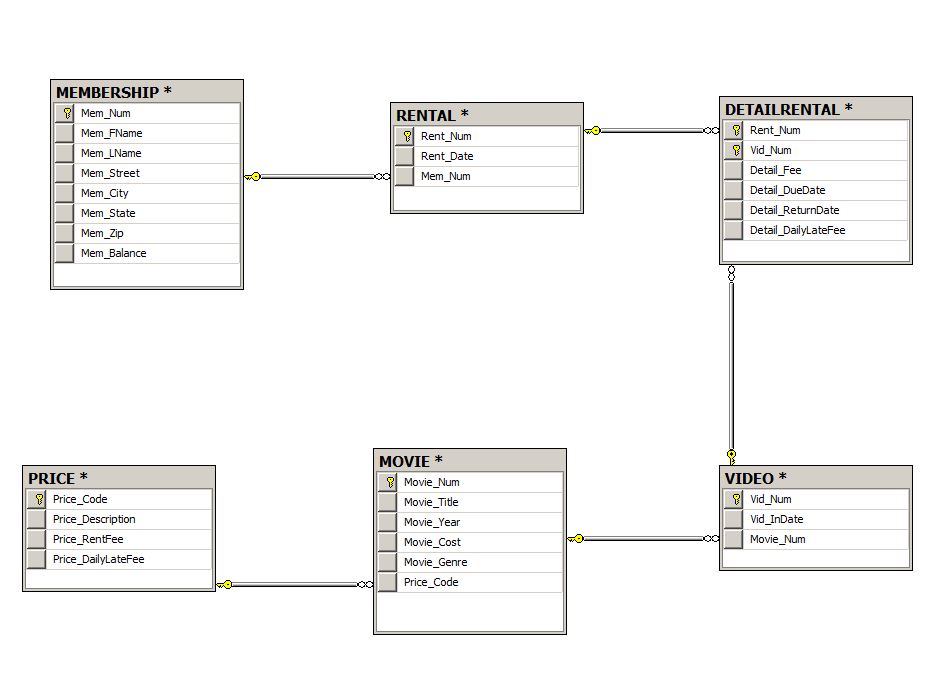 MEMBERSHIP *
Mem_Num
Mem_FName
Mem_LName
Mem_Street
Mem_City
Mem_State
Mem_Zip
Mem_Balance
RENTAL *
Rent_Num
Rent_Date
Mem_Num
DETAILRENTAL *
Rent_Num
Vid_Num
Detail_Fee
Detail_DueDate
Detail_ReturnDate
Detail_DailyLateFee
PRICE *
Price_Code
Price_Description
Price_RentFee
Price_DailyLateFee
MOVIE *
Movie_Num
Movie_Title
Movie_Year
Movie_Cost
Movie_Genre
Price_Code
VIDEO *
Vid_Num
Vid_InDate
Movie_Num